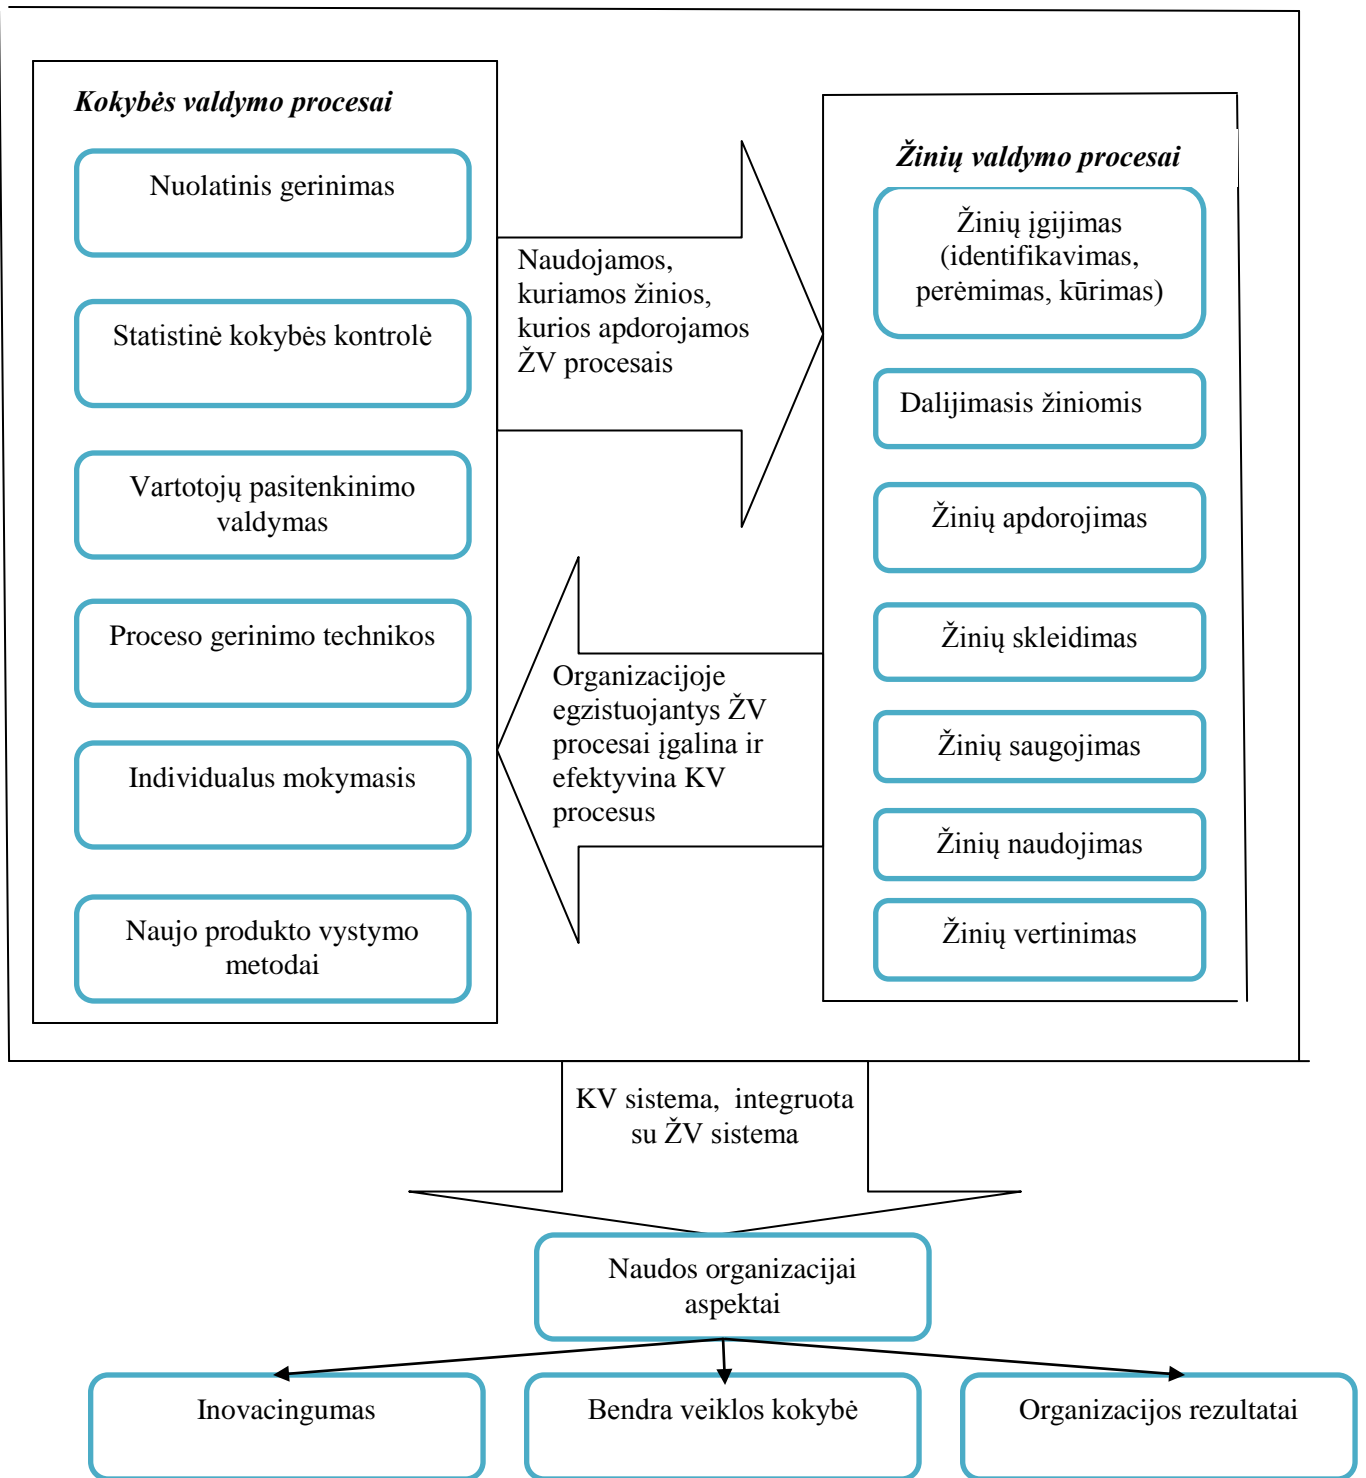 Kokybės valdymo procesai
Nuolatinis gerinimas
Statistinė kokybės kontrolė
Vartotojų pasitenkinimo
valdymas
Proceso gerinimo technikos
Individualus mokymasis
Naujo produkto vystymo
metodai
Naudojamos,
kuriamos žinios,
kurios apdorojamos
ŽV procesais
Organizacijoje
egzistuojantys ŽV
procesai įgalina ir
efektyvina KV
procesus
Žinių valdymo procesai
Žinių įgijimas
(identifikavimas,
perėmimas, kūrimas)
Dalijimasis žiniomis
Žinių apdorojimas
Žinių skleidimas
Žinių saugojimas
Žinių naudojimas
Žinių vertinimas
KV sistema, integruota
su ŽV sistema
Naudos organizacijai
aspektai
Inovacingumas
Bendra veiklos kokybė
Organizacijos rezultatai